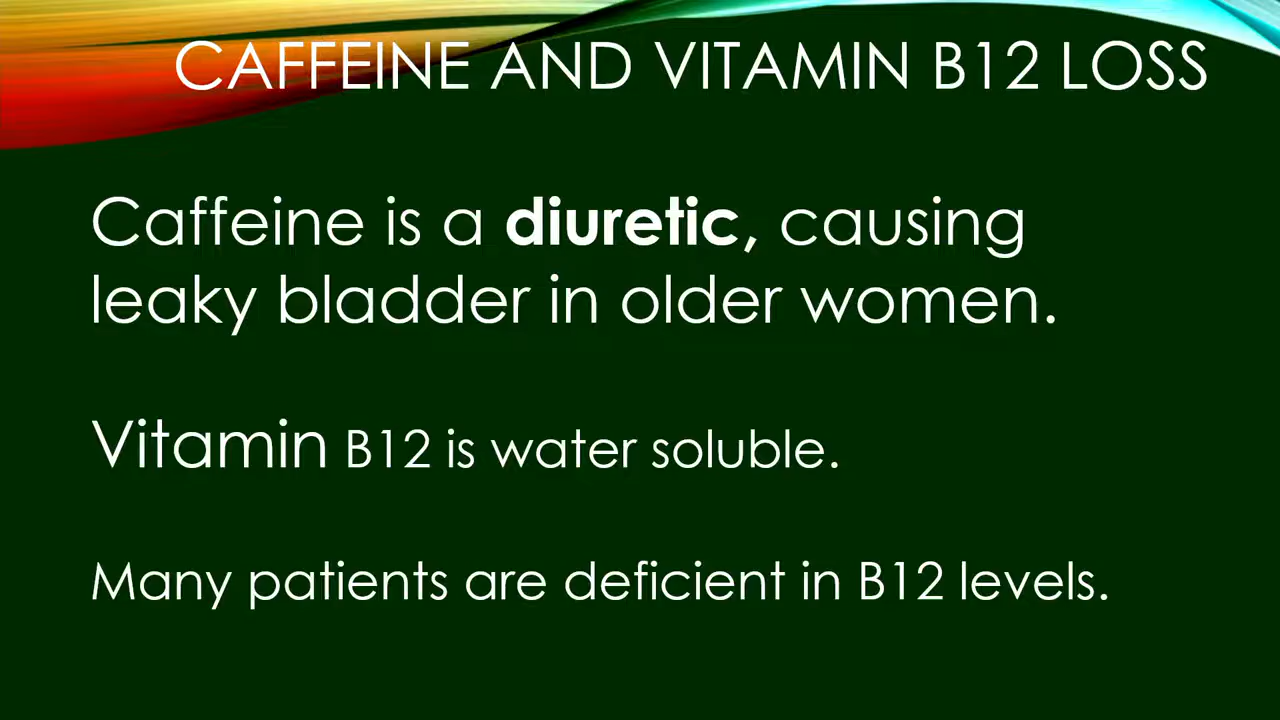 CAFFEINE AND VITAMIN B12 LOSS
Caffeine is a diuretic, causing
leaky bladder in older women.
Vitamin B12 is water soluble.
Many patients are deficient in B12 levels.